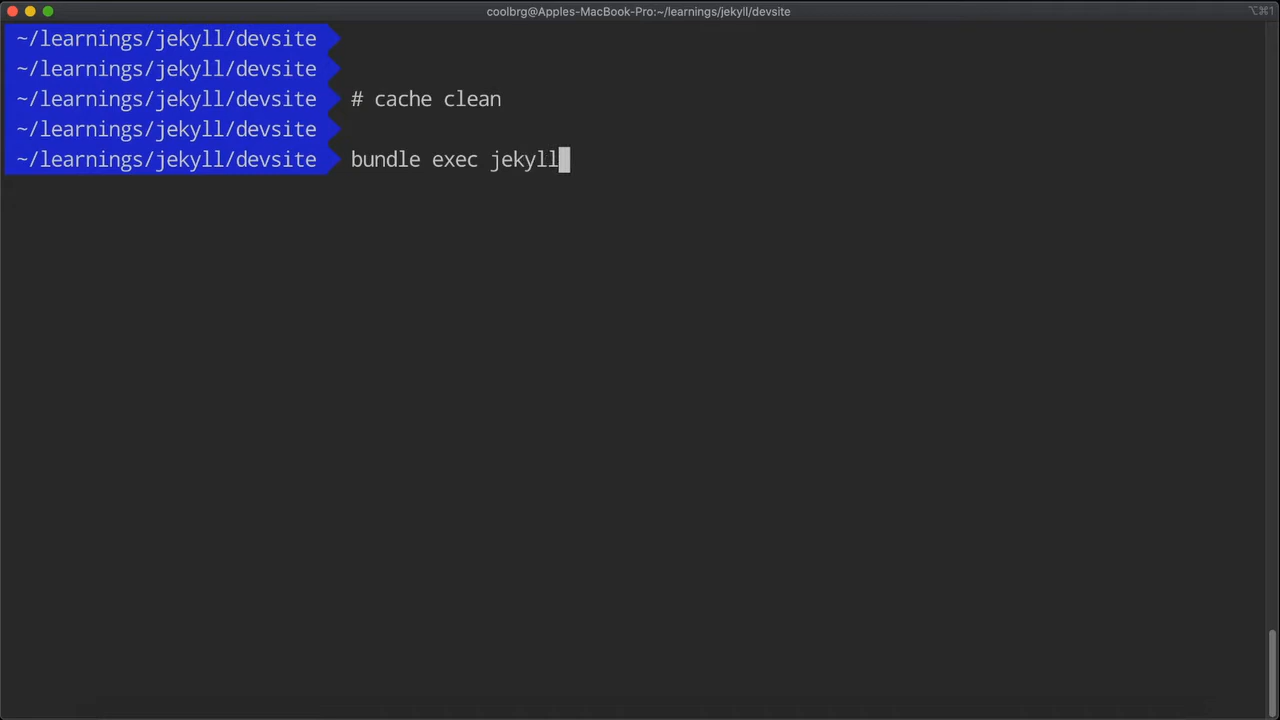 coolbrg@Apples-MacBook-Pro:~/learnings/jekyll/devsite ⌥⌘1
~/learnings/jekyll/devsite
~/learnings/jekyll/devsite
~/learnings/jekyll/devsite # cache clean
~/learnings/jekyll/devsite
~/learnings/jekyll/devsite bundle exec jekyll